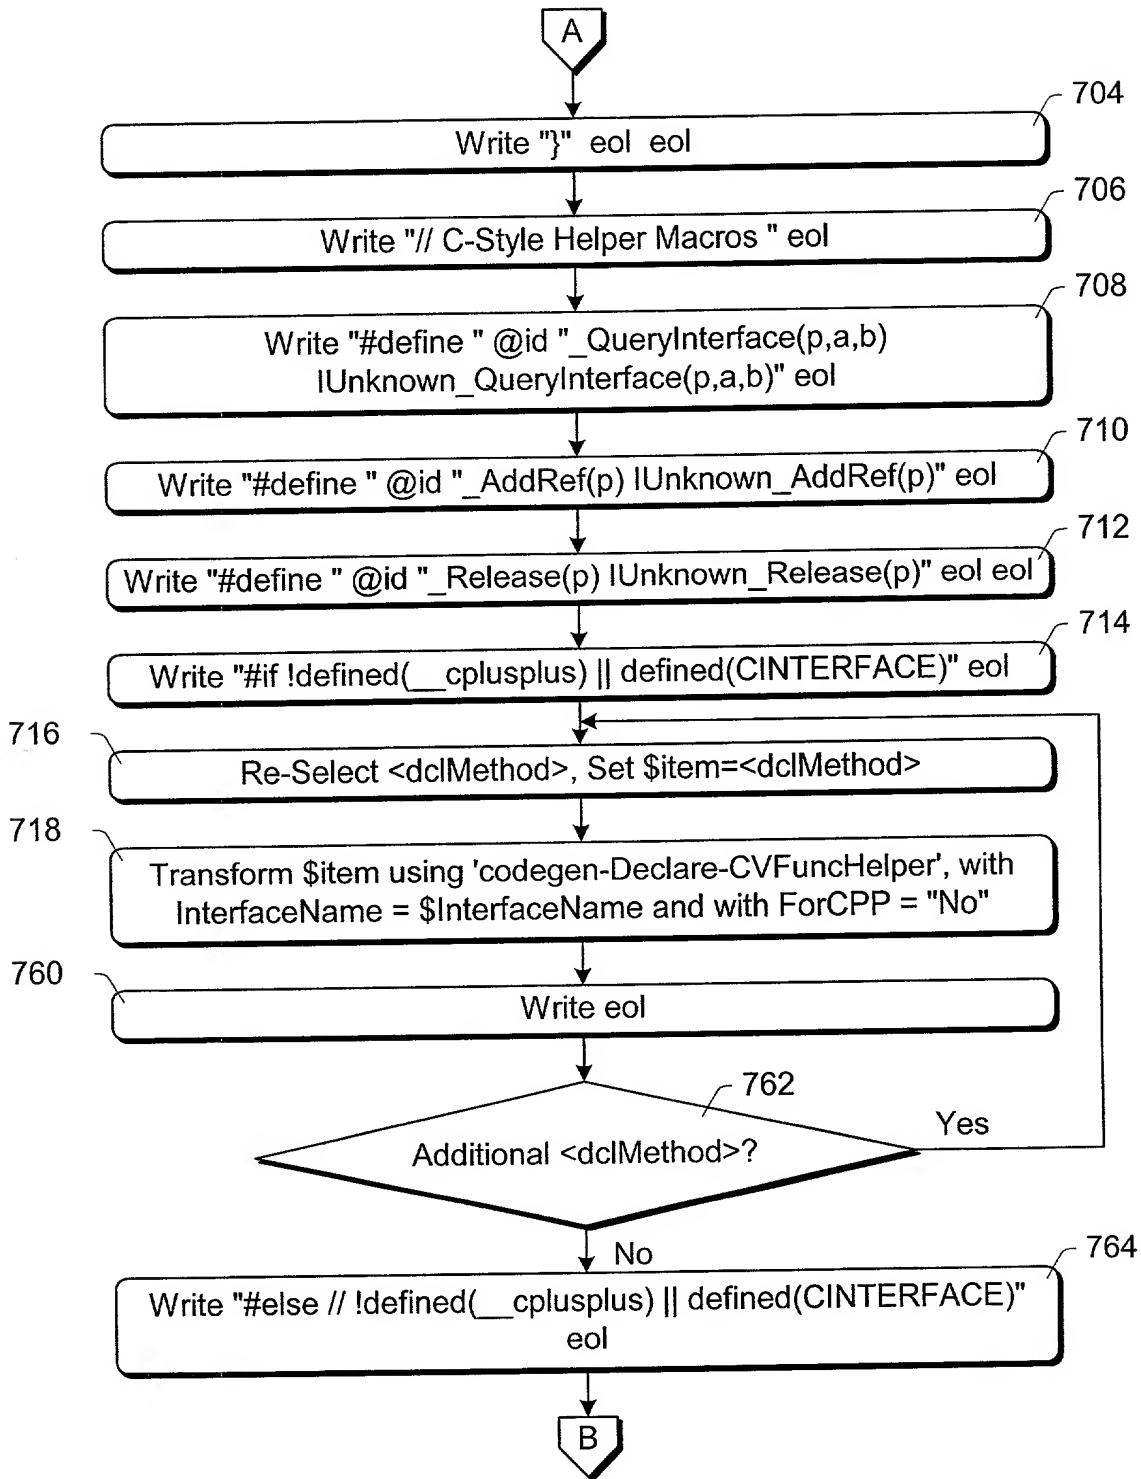 A
704
Write "}" eol eol
706
Write "// C-Style Helper Macros " eol
708
Write "#define " @id "_QueryInterface(p,a,b)
IUnknown_QueryInterface(p,a,b)" eol
710
Write "#define " @id "_AddRef(p) IUnknown_AddRef(p)" eol
712
Write "#define " @id "_Release(p) IUnknown_Release(p)" eol eol
714
Write "#if !defined(__cplusplus) || defined(CINTERFACE)" eol
716
Re-Select <dclMethod>, Set $item=<dclMethod>
718
Transform $item using 'codegen-Declare-CVFuncHelper', with
InterfaceName = $InterfaceName and with ForCPP = "No"
760
Write eol
762
Additional <dclMethod>?
Yes
No
764
Write "#else // !defined(__cplusplus) || defined(CINTERFACE)"
eol
B